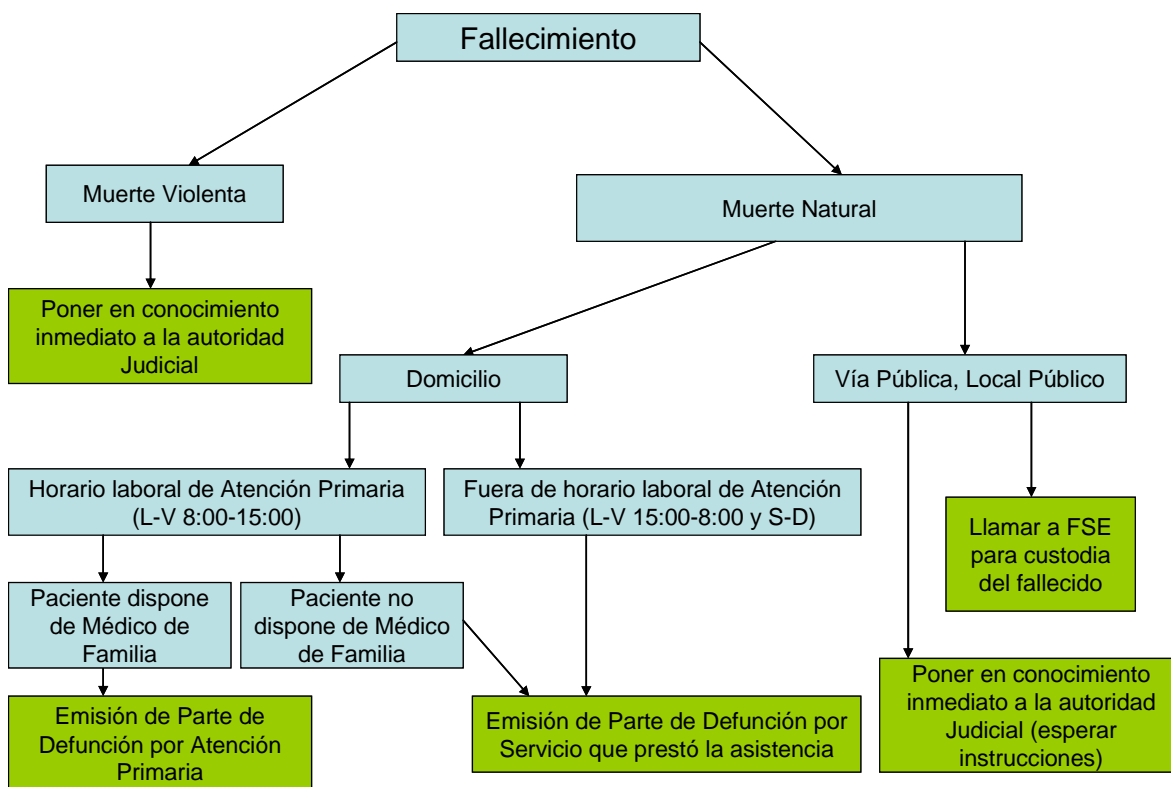 Fallecimiento
Muerte Violenta
Muerte Natural
Poner en conocimiento
inmediato a la autoridad
Judicial
Domicilio
Vía Pública, Local Público
Horario laboral de Atención Primaria
(L-V 8:00-15:00)
Fuera de horario laboral de Atención
Primaria (L-V 15:00-8:00 y S-D)
Llamar a FSE
para custodia
del fallecido
Paciente dispone
de Médico de
Familia
Paciente no
dispone de Médico
de Familia
Poner en conocimiento
inmediato a la autoridad
Judicial (esperar
instrucciones)
Emisión de Parte de
Defunción por Atención
Primaria
Emisión de Parte de Defunción por
Servicio que prestó la asistencia